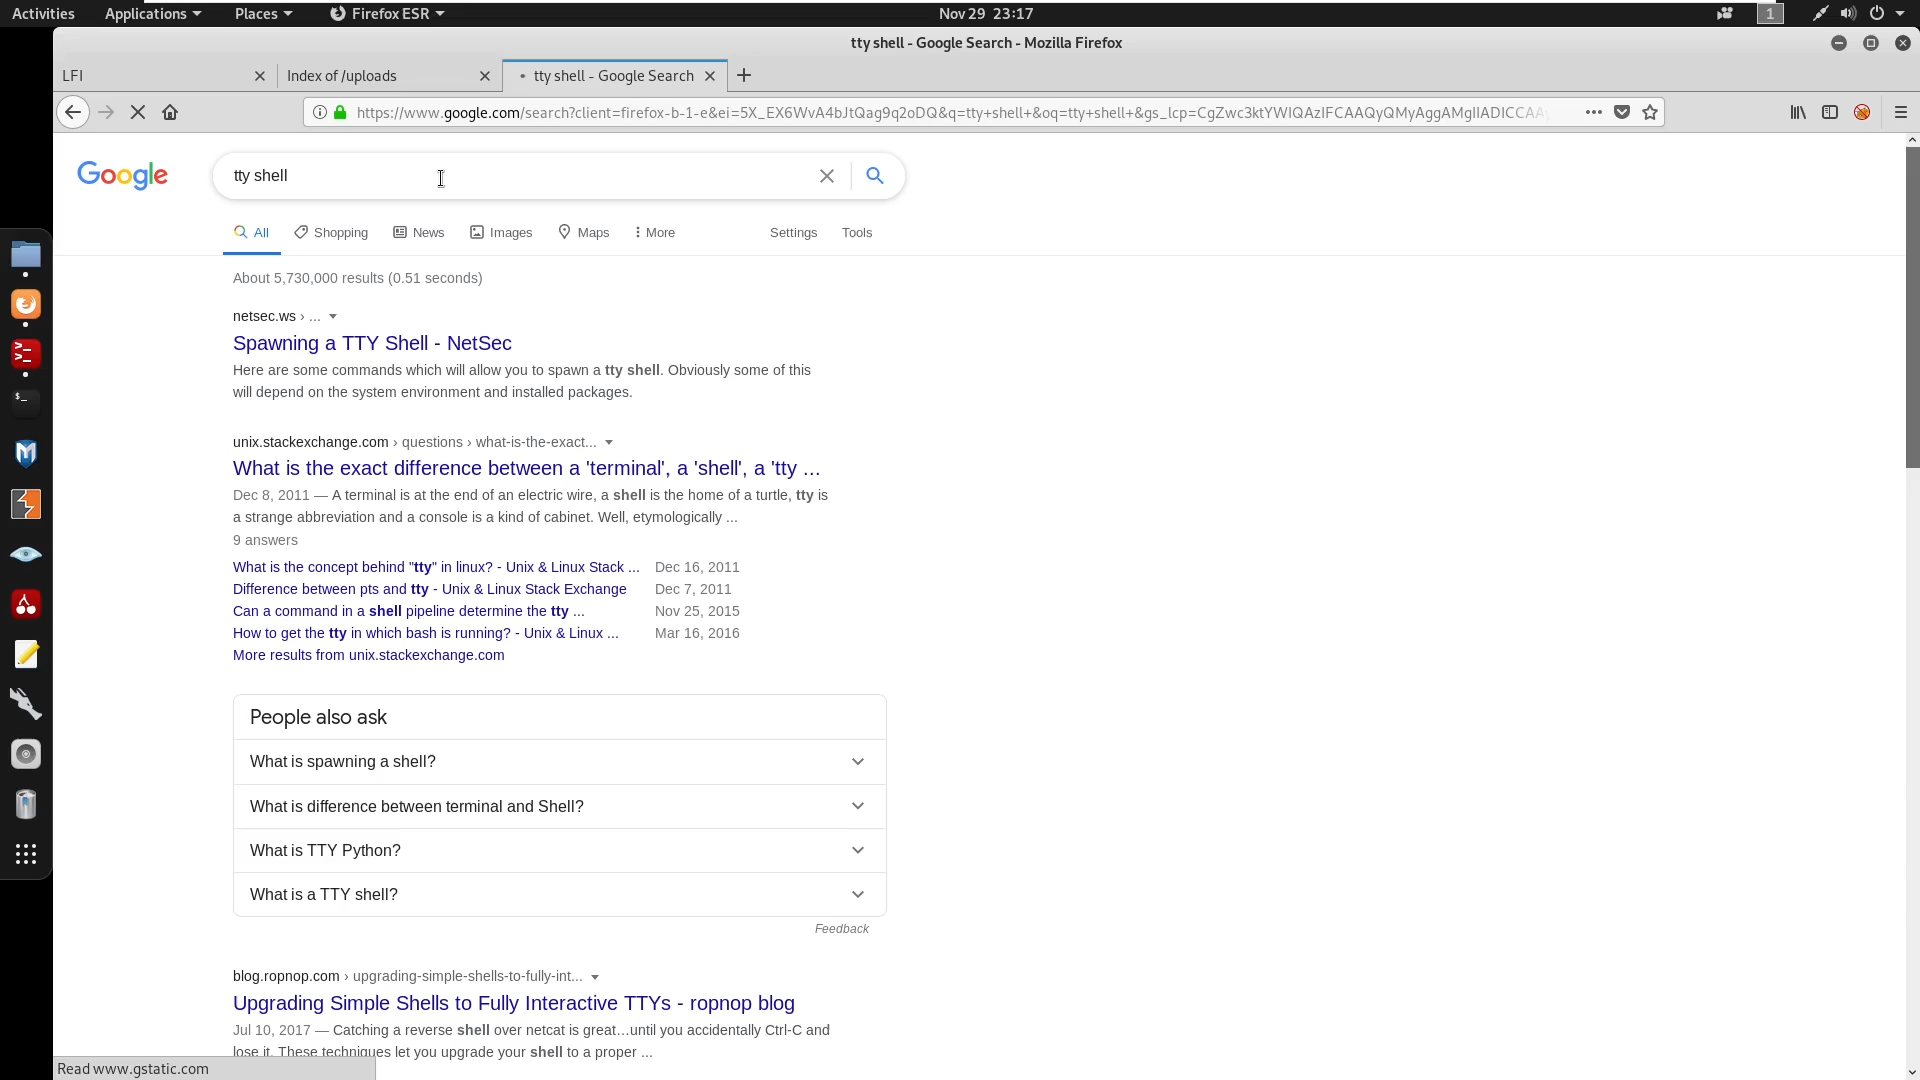 Activities Applications Places Firefox ESR Nov 29 23:17 1
tty shell - Google Search - Mozilla Firefox
LFI Index of /uploads tty shell - Google Search
https://www.google.com/search?client=firefox-b-1-e&ei=5X_EX6WvA4bJtQag9q2oDQ&q=tty+shell+&oq=tty+shell+&gs_lcp=CgZwc3ktYWIQAzIFCAAQyQMyAggAMgIIADICCAA
Google tty shell
All Shopping News Images Maps More Settings Tools
About 5,730,000 results (0.51 seconds)
netsec.ws › ...
Spawning a TTY Shell - NetSec
Here are some commands which will allow you to spawn a tty shell. Obviously some of this
will depend on the system environment and installed packages.
unix.stackexchange.com › questions › what-is-the-exact...
What is the exact difference between a 'terminal', a 'shell', a 'tty ...
Dec 8, 2011 — A terminal is at the end of an electric wire, a shell is the home of a turtle, tty is
a strange abbreviation and a console is a kind of cabinet. Well, etymologically ...
9 answers
What is the concept behind "tty" in linux? - Unix & Linux Stack ... Dec 16, 2011
Difference between pts and tty - Unix & Linux Stack Exchange Dec 7, 2011
Can a command in a shell pipeline determine the tty ... Nov 25, 2015
How to get the tty in which bash is running? - Unix & Linux ... Mar 16, 2016
More results from unix.stackexchange.com
People also ask
What is spawning a shell?
What is difference between terminal and Shell?
What is TTY Python?
What is a TTY shell?
Feedback
blog.ropnop.com › upgrading-simple-shells-to-fully-int...
Upgrading Simple Shells to Fully Interactive TTYs - ropnop blog
Jul 10, 2017 — Catching a reverse shell over netcat is great…until you accidentally Ctrl-C and
lose it. These techniques let you upgrade your shell to a proper ...
Read www.gstatic.com